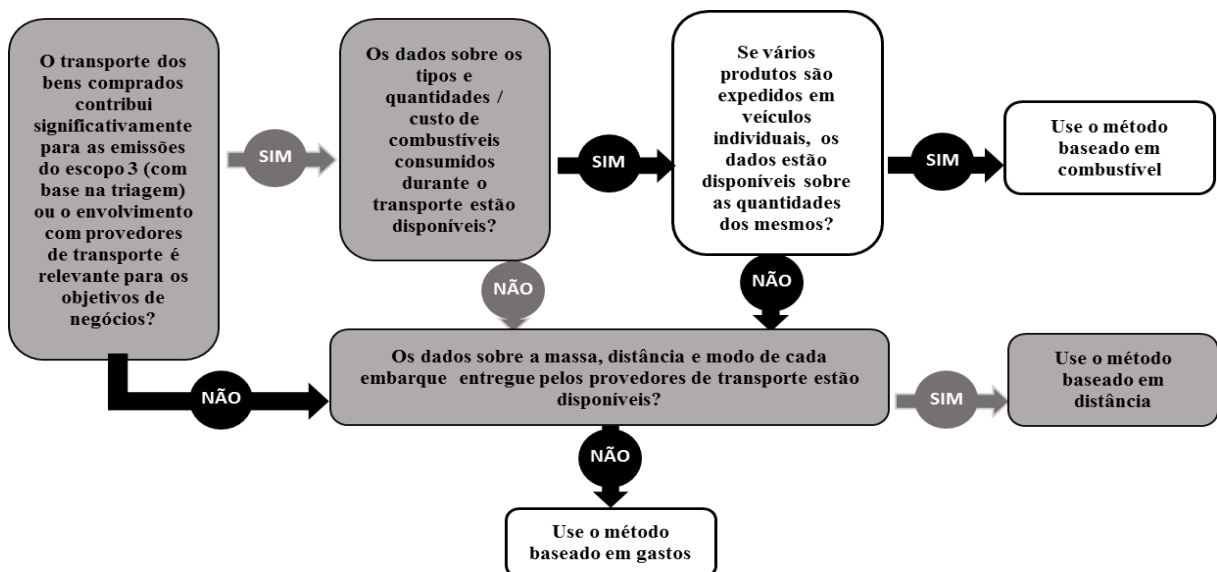 O transporte dos
bens comprados
contribui
significativamente
para as emissões
do escopo 3 (com
base na triagem)
ou o envolvimento
com provedores
de transporte é
relevante para os
objetivos de
negócios?
SIM
Os dados sobre os
tipos e
quantidades /
custo de
combustíveis
consumidos
durante o
transporte estão
disponíveis?
SIM
Se vários
produtos são
expedidos em
veículos
individuais, os
dados estão
disponíveis sobre
as quantidades
dos mesmos?
SIM
Use o método
baseado em
combustível
NÃO
NÃO
NÃO
Os dados sobre a massa, distância e modo de cada
embarque entregue pelos provedores de transporte estão
disponíveis?
SIM
Use o método
baseado em
distância
NÃO
Use o método
baseado em gastos